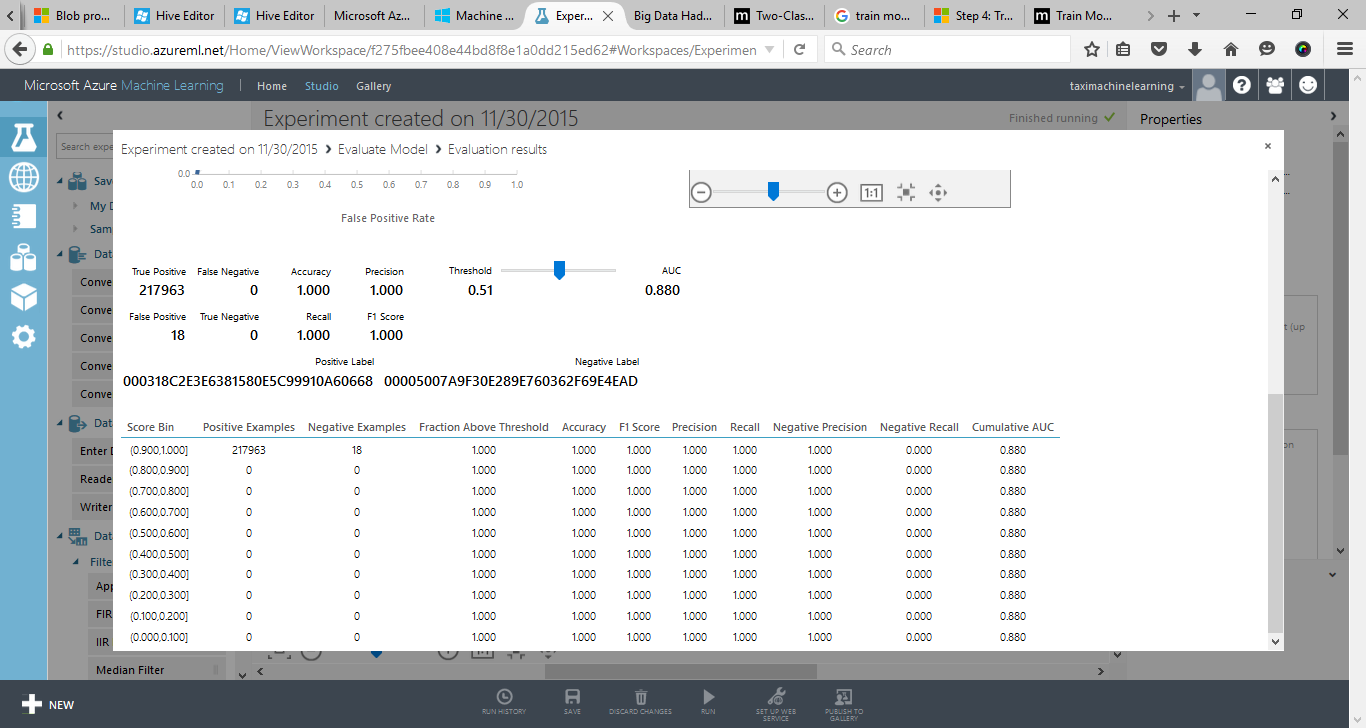 Blob pro... Hive Editor Hive Editor Microsoft Az... Machine ... Exper... Big Data Had... Two-Clas... train mo... Step 4: Tr... Train Mo...
https://studio.azureml.net/Home/ViewWorkspace/f275fbee408e44bd8f8e1a0dd215ed62#Workspaces/Experimen Search
Microsoft Azure Machine Learning | Home Studio Gallery taximachinelearning
Experiment created on 11/30/2015 Finished running Properties
Search expe
Experiment created on 11/30/2015 > Evaluate Model > Evaluation results
0.0
0.0 0.1 0.2 0.3 0.4 0.5 0.6 0.7 0.8 0.9 1.0
1:1
False Positive Rate
Sav
My D
Sam
Dat
Conve
Conve
Conve
Conve
Conve
Dat
Enter D
Reade
Writer
Dat
Filte
App
FIR
IIR
Median Filter
t (up
on
True Positive False Negative Accuracy Precision Threshold AUC
217963 0 1.000 1.000 0.51 0.880
False Positive True Negative Recall F1 Score
18 0 1.000 1.000
Positive Label Negative Label
000318C2E3E6381580E5C99910A60668 00005007A9F30E289E760362F69E4EAD
Score Bin Positive Examples Negative Examples Fraction Above Threshold Accuracy F1 Score Precision Recall Negative Precision Negative Recall Cumulative AUC
(0.900,1.000] 217963 18 1.000 1.000 1.000 1.000 1.000 1.000 0.000 0.880
(0.800,0.900] 0 0 1.000 1.000 1.000 1.000 1.000 1.000 0.000 0.880
(0.700,0.800] 0 0 1.000 1.000 1.000 1.000 1.000 1.000 0.000 0.880
(0.600,0.700] 0 0 1.000 1.000 1.000 1.000 1.000 1.000 0.000 0.880
(0.500,0.600] 0 0 1.000 1.000 1.000 1.000 1.000 1.000 0.000 0.880
(0.400,0.500] 0 0 1.000 1.000 1.000 1.000 1.000 1.000 0.000 0.880
(0.300,0.400] 0 0 1.000 1.000 1.000 1.000 1.000 1.000 0.000 0.880
(0.200,0.300] 0 0 1.000 1.000 1.000 1.000 1.000 1.000 0.000 0.880
(0.100,0.200] 0 0 1.000 1.000 1.000 1.000 1.000 1.000 0.000 0.880
(0.000,0.100] 0 0 1.000 1.000 1.000 1.000 1.000 1.000 0.000 0.880
NEW
RUN HISTORY SAVE DISCARD CHANGES RUN SET UP WEB SERVICE PUBLISH TO GALLERY